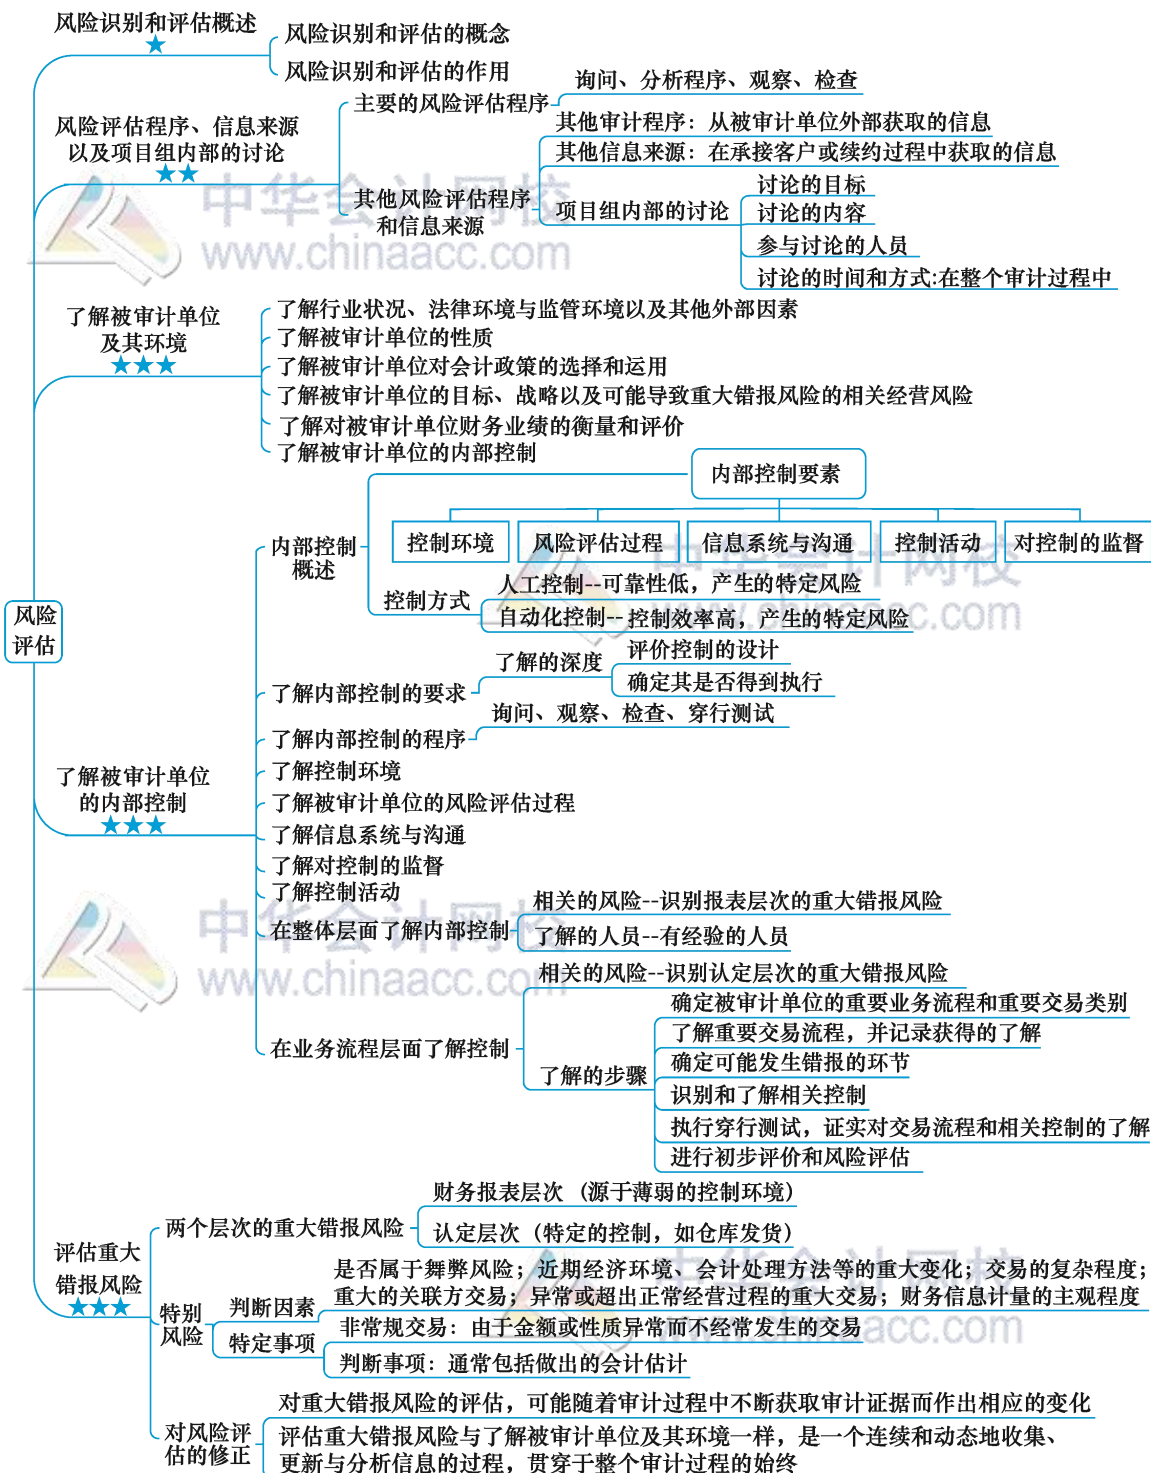 风险识别和评估概述
★
风险识别和评估的概念
风险识别和评估的作用
风险评估程序、信息来源
以及项目组内部的讨论
★★
主要的风险评估程序
询问、分析程序、观察、检查
其他风险评估程序
和信息来源
其他审计程序：从被审计单位外部获取的信息
其他信息来源：在承接客户或续约过程中获取的信息
项目组内部的讨论
讨论的目标
讨论的内容
参与讨论的人员
讨论的时间和方式:在整个审计过程中
中华会计网校
www.chinaacc.com
了解被审计单位
及其环境
★★★
了解行业状况、法律环境与监管环境以及其他外部因素
了解被审计单位的性质
了解被审计单位对会计政策的选择和运用
了解被审计单位的目标、战略以及可能导致重大错报风险的相关经营风险
了解对被审计单位财务业绩的衡量和评价
了解被审计单位的内部控制
风险
评估
了解被审计单位
的内部控制
★★★
内部控制
概述
内部控制要素
控制环境
风险评估过程
信息系统与沟通
控制活动
对控制的监督
中华会计网校
www.chinaacc.com
控制方式
人工控制--可靠性低，产生的特定风险
自动化控制--控制效率高，产生的特定风险
了解内部控制的要求
了解的深度
评价控制的设计
确定其是否得到执行
了解内部控制的程序
询问、观察、检查、穿行测试
了解控制环境
了解被审计单位的风险评估过程
了解信息系统与沟通
了解对控制的监督
了解控制活动
在整体层面了解内部控制
相关的风险--识别报表层次的重大错报风险
了解的人员--有经验的人员
中华会计网校
www.chinaacc.com
在业务流程层面了解控制
相关的风险--识别认定层次的重大错报风险
了解的步骤
确定被审计单位的重要业务流程和重要交易类别
了解重要交易流程，并记录获得的了解
确定可能发生错报的环节
识别和了解相关控制
执行穿行测试，证实对交易流程和相关控制的了解
进行初步评价和风险评估
评估重大
错报风险
★★★
两个层次的重大错报风险
财务报表层次（源于薄弱的控制环境）
认定层次（特定的控制，如仓库发货）
特别
风险
判断因素
是否属于舞弊风险；近期经济环境、会计处理方法等的重大变化；交易的复杂程度；
重大的关联方交易；异常或超出正常经营过程的重大交易；财务信息计量的主观程度
特定事项
非常规交易：由于金额或性质异常而不经常发生的交易
判断事项：通常包括做出的会计估计
中华会计网校
www.chinaacc.com
对风险评
估的修正
对重大错报风险的评估，可能随着审计过程中不断获取审计证据而作出相应的变化
评估重大错报风险与了解被审计单位及其环境一样，是一个连续和动态地收集、
更新与分析信息的过程，贯穿于整个审计过程的始终